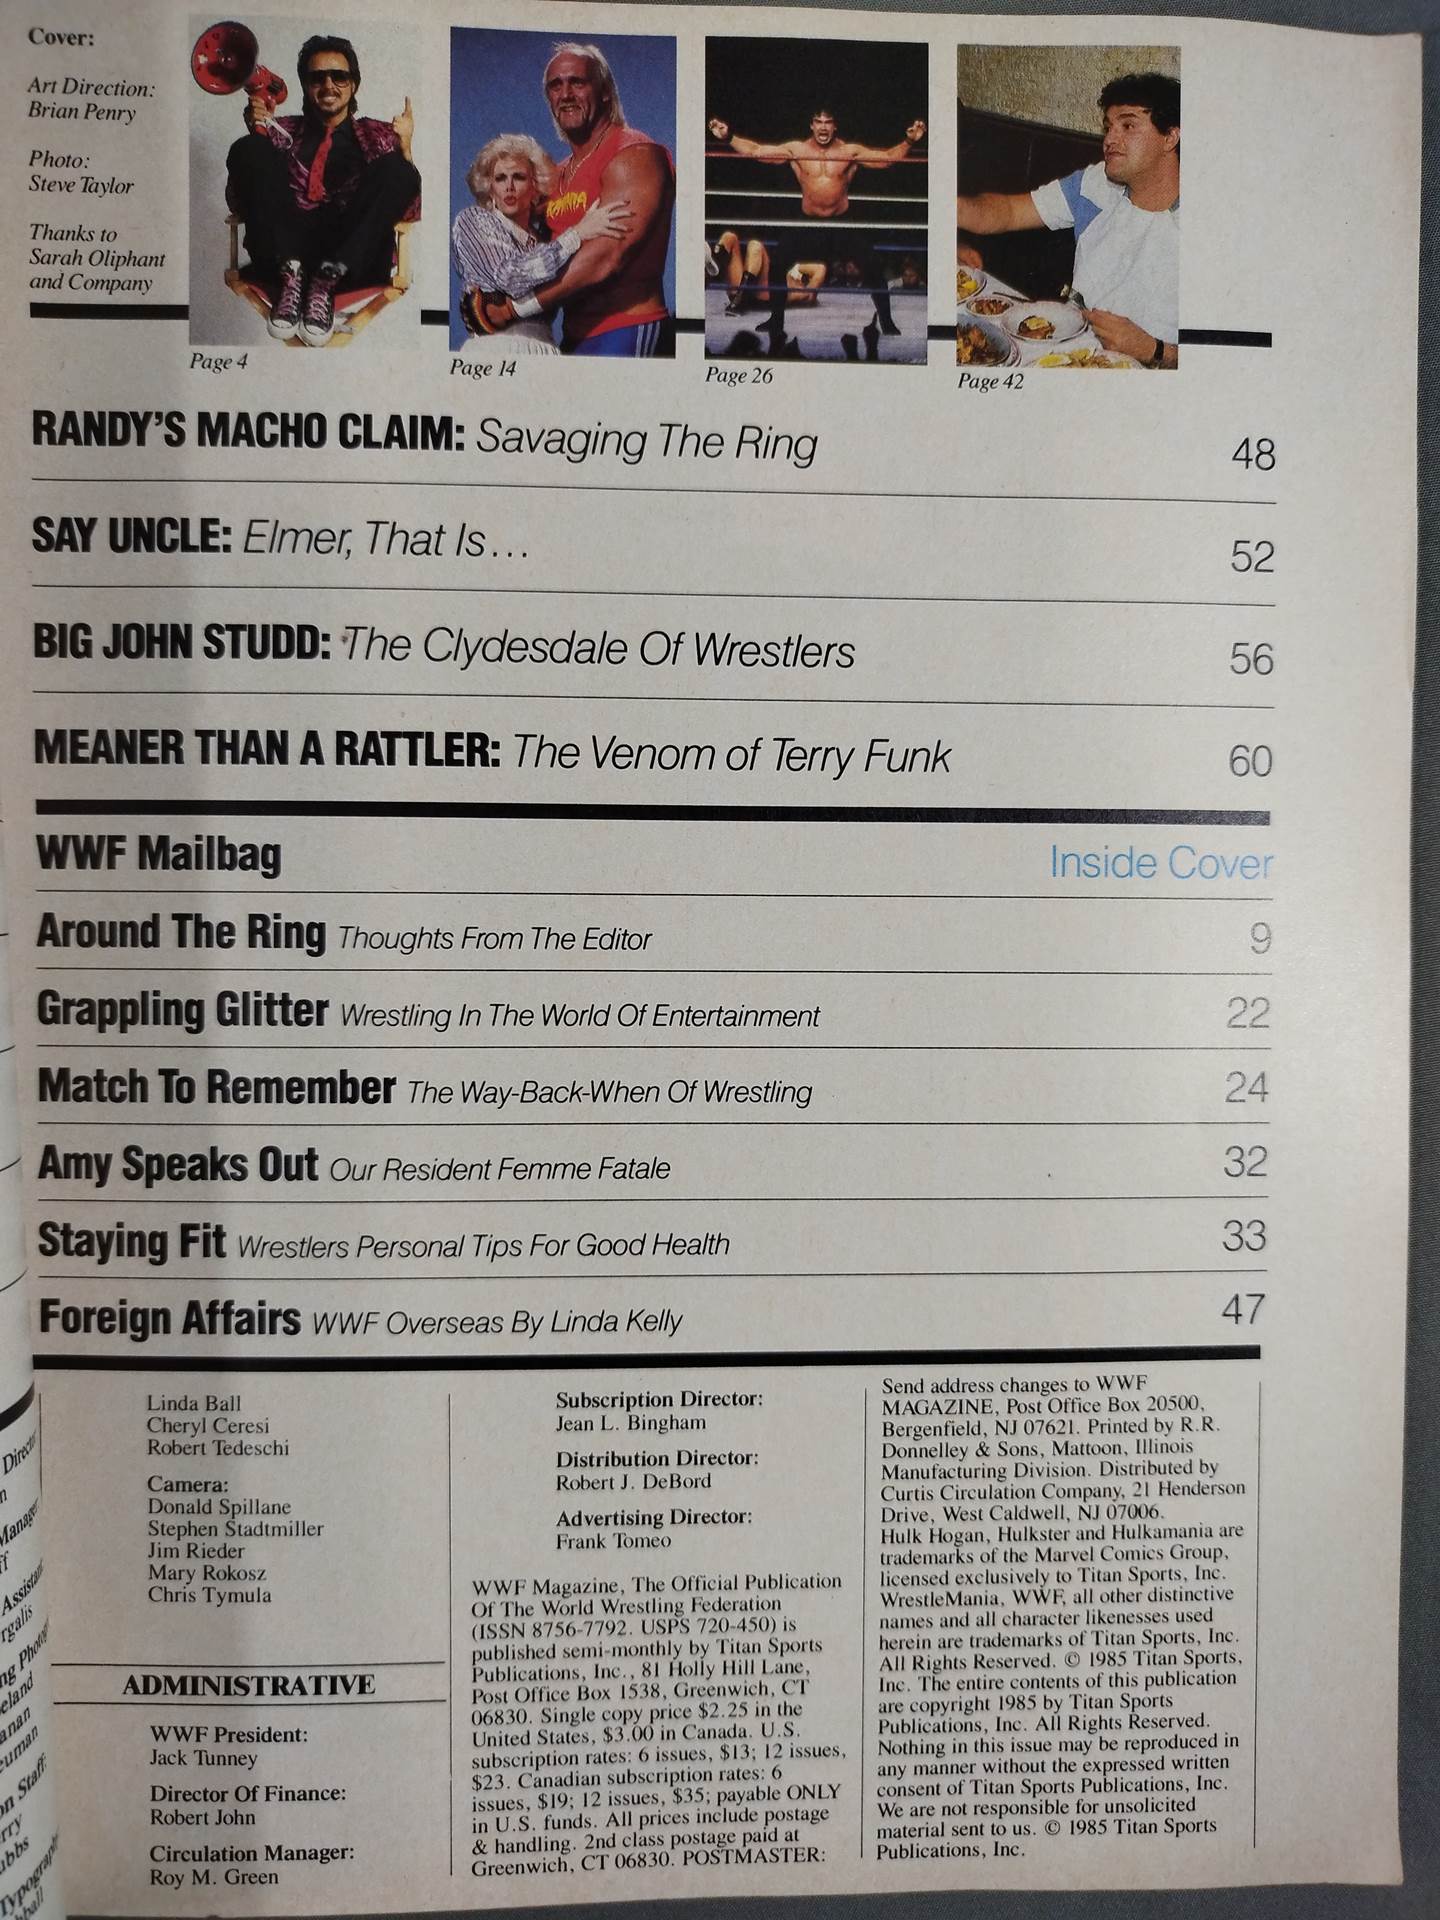 Cover:
Art Direction:
Brian Penry
Photo:
Steve Taylor
Thanks to
Sarah Oliphant
and Company
Page 4
Page 14
Page 26
Page 42
RANDY'S MACHO CLAIM: Savaging The Ring 48
SAY UNCLE: Elmer, That Is... 52
BIG JOHN STUDD: The Clydesdale Of Wrestlers 56
MEANER THAN A RATTLER: The Venom of Terry Funk 60
WWF Mailbag Inside Cover
Around The Ring Thoughts From The Editor 9
Grappling Glitter Wrestling In The World Of Entertainment 22
Match To Remember The Way-Back-When Of Wrestling 24
Amy Speaks Out Our Resident Femme Fatale 32
Staying Fit Wrestlers Personal Tips For Good Health 33
Foreign Affairs WWF Overseas By Linda Kelly 47
Linda Ball
Cheryl Ceresi
Robert Tedeschi
Camera:
Donald Spillane
Stephen Stadtmiller
Jim Rieder
Mary Rokosz
Chris Tymula
ADMINISTRATIVE
WWF President:
Jack Tunney
Director Of Finance:
Robert John
Circulation Manager:
Roy M. Green
Subscription Director:
Jean L. Bingham
Distribution Director:
Robert J. DeBord
Advertising Director:
Frank Tomeo
WWF Magazine, The Official Publication
Of The World Wrestling Federation
(ISSN 8756-7792. USPS 720-450) is
published semi-monthly by Titan Sports
Publications, Inc., 81 Holly Hill Lane,
Post Office Box 1538, Greenwich, CT
06830. Single copy price $2.25 in the
United States, $3.00 in Canada. U.S.
subscription rates: 6 issues, $13; 12 issues,
$23. Canadian subscription rates: 6
issues, $19; 12 issues, $35; payable ONLY
in U.S. funds. All prices include postage
& handling. 2nd class postage paid at
Greenwich, CT 06830. POSTMASTER:
Send address changes to WWF
MAGAZINE, Post Office Box 20500,
Bergenfield, NJ 07621. Printed by R.R.
Donnelley & Sons, Mattoon, Illinois
Manufacturing Division. Distributed by
Curtis Circulation Company, 21 Henderson
Drive, West Caldwell, NJ 07006.
Hulk Hogan, Hulkster and Hulkamania are
trademarks of the Marvel Comics Group,
licensed exclusively to Titan Sports, Inc.
WrestleMania, WWF, all other distinctive
names and all character likenesses used
herein are trademarks of Titan Sports, Inc.
All Rights Reserved. © 1985 Titan Sports,
Inc. The entire contents of this publication
are copyright 1985 by Titan Sports
Publications, Inc. All Rights Reserved.
Nothing in this issue may be reproduced in
any manner without the expressed written
consent of Titan Sports Publications, Inc.
We are not responsible for unsolicited
material sent to us. © 1985 Titan Sports
Publications, Inc.